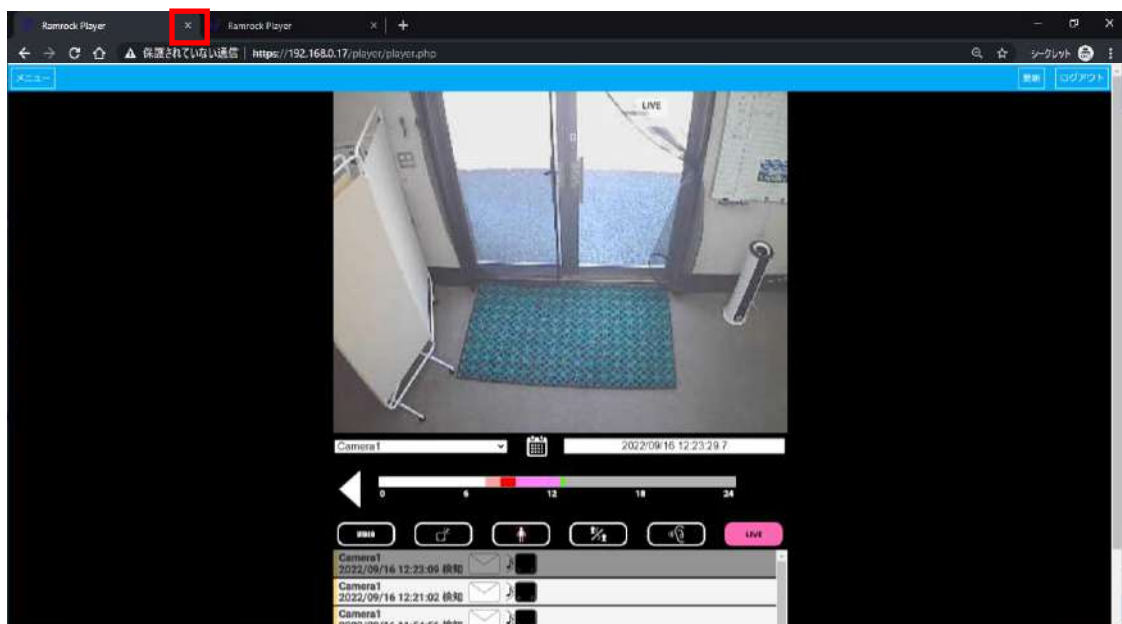 Ramrock Player
Ramrock Player
保護されていない通信 | https://192.168.0.17/player/player.php
シークレット
メニュー
更新
ログアウト
LIVE
Camera1
2022/09/16 12:23:29.7
0 6 12 18 24
LIVE
Camera1
2022/09/16 12:23:09 検知
Camera1
2022/09/16 12:21:02 検知
Camera1